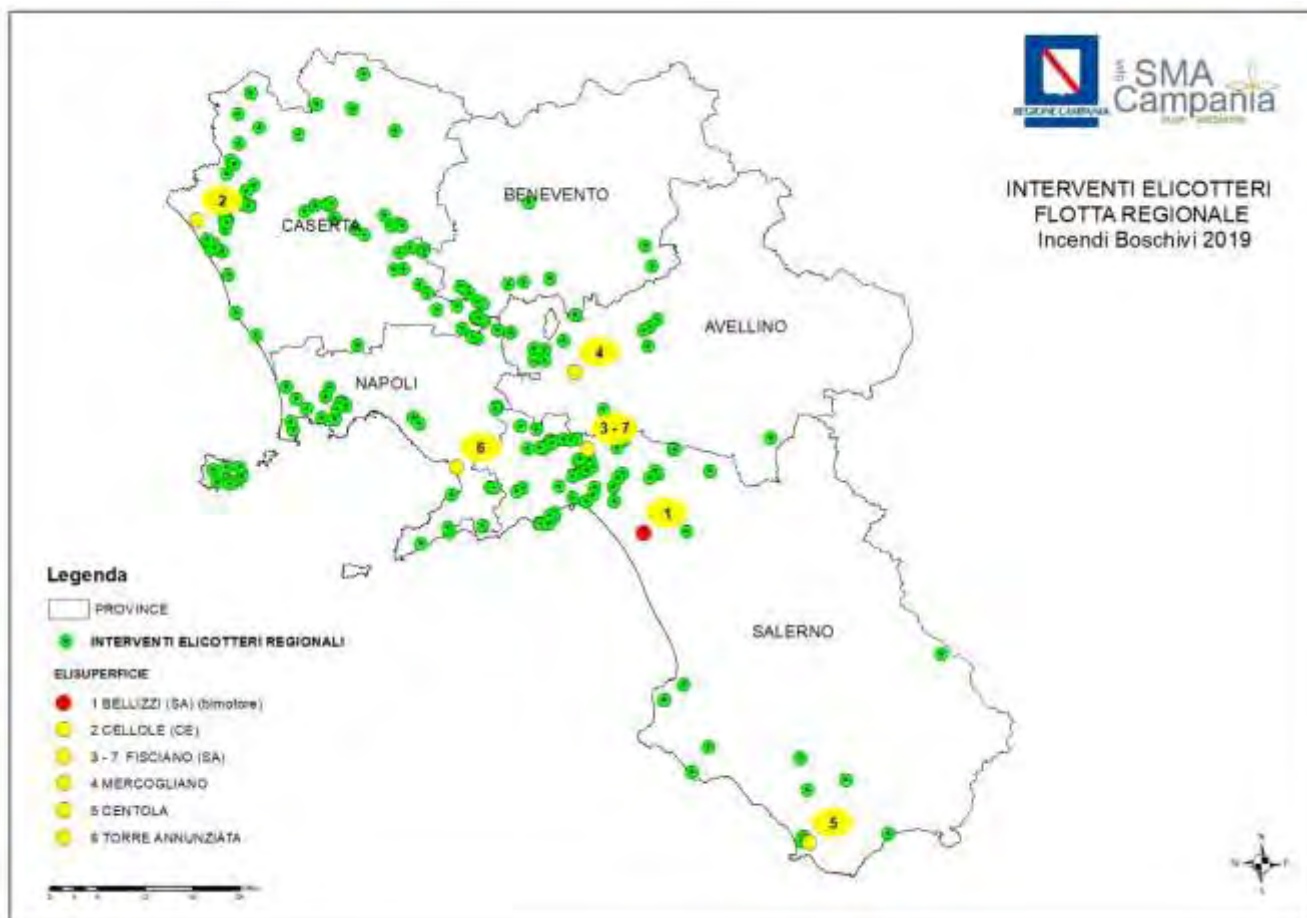 REGIONE CAMPANIA
SMA
Campania
INTERVENTI ELICOTTERI
FLOTTA REGIONALE
Incendi Boschivi 2019
BENEVENTO
2
CASERTA
AVELLINO
4
NAPOLI
3 - 7
6
1
SALERNO
5
Legenda
PROVINCE
INTERVENTI ELICOTTERI REGIONALI
ELISUPERFICIE
1 BELLIZZI (SA) (bimotore)
2 CELLOLE (CE)
3 - 7 FISCIANO (SA)
4 MERCOGLIANO
5 CENTOLA
6 TORRE ANNUNZIATA